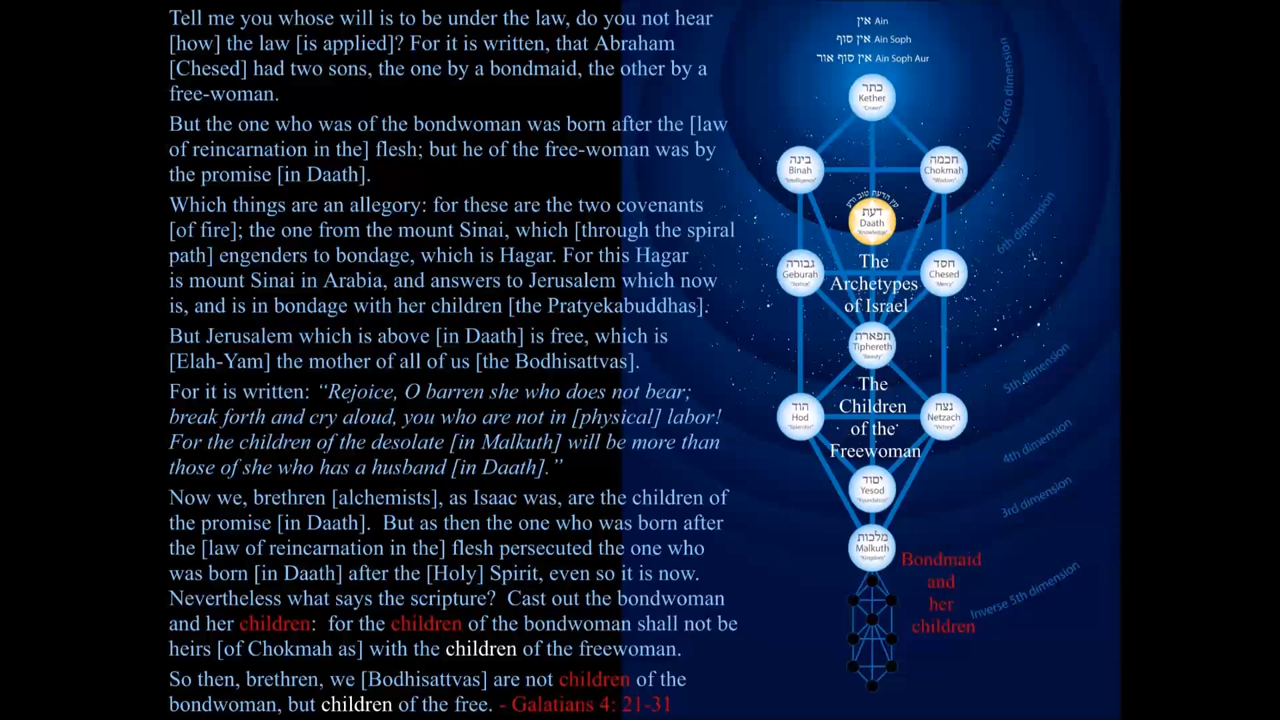 Tell me you whose will is to be under the law, do you not hear
[how] the law [is applied]? For it is written, that Abraham
[Chesed] had two sons, the one by a bondmaid, the other by a
free-woman.
But the one who was of the bondwoman was born after the [law
of reincarnation in the] flesh; but he of the free-woman was by
the promise [in Daath].
Which things are an allegory: for these are the two covenants
[of fire]; the one from the mount Sinai, which [through the spiral
path] engenders to bondage, which is Hagar. For this Hagar
is mount Sinai in Arabia, and answers to Jerusalem which now
is, and is in bondage with her children [the Pratyekabuddhas].
But Jerusalem which is above [in Daath] is free, which is
[Elah-Yam] the mother of all of us [the Bodhisattvas].
For it is written: “Rejoice, O barren she who does not bear;
break forth and cry aloud, you who are not in [physical] labor!
For the children of the desolate [in Malkuth] will be more than
those of she who has a husband [in Daath].”
Now we, brethren [alchemists], as Isaac was, are the children of
the promise [in Daath].  But as then the one who was born after
the [law of reincarnation in the] flesh persecuted the one who
was born [in Daath] after the [Holy] Spirit, even so it is now.
Nevertheless what says the scripture?  Cast out the bondwoman
and her children:  for the children of the bondwoman shall not be
heirs [of Chokmah as] with the children of the freewoman.
So then, brethren, we [Bodhisattvas] are not children of the
bondwoman, but children of the free. - Galatians 4: 21-31
אין Ain
אין סוף Ain Soph
אין סוף אור Ain Soph Aur
כתר
Kether
"Crown"
7th / Zero dimension
בינה
Binah
"Intelligence"
חכמה
Chokmah
"Wisdom"
עץ הדעת טוב ורע
דעת
Daath
"Knowledge"
6th dimension
גבורה
Geburah
"Justice"
חסד
Chesed
"Mercy"
The
Archetypes
of Israel
תפארת
Tiphereth
"Beauty"
5th dimension
The
Children
of the
Freewoman
הוד
Hod
"Splendor"
נצח
Netzach
"Victory"
4th dimension
יסוד
Yesod
"Foundation"
3rd dimension
מלכות
Malkuth
"Kingdom"
Bondmaid
and
her
children
Inverse 5th dimension